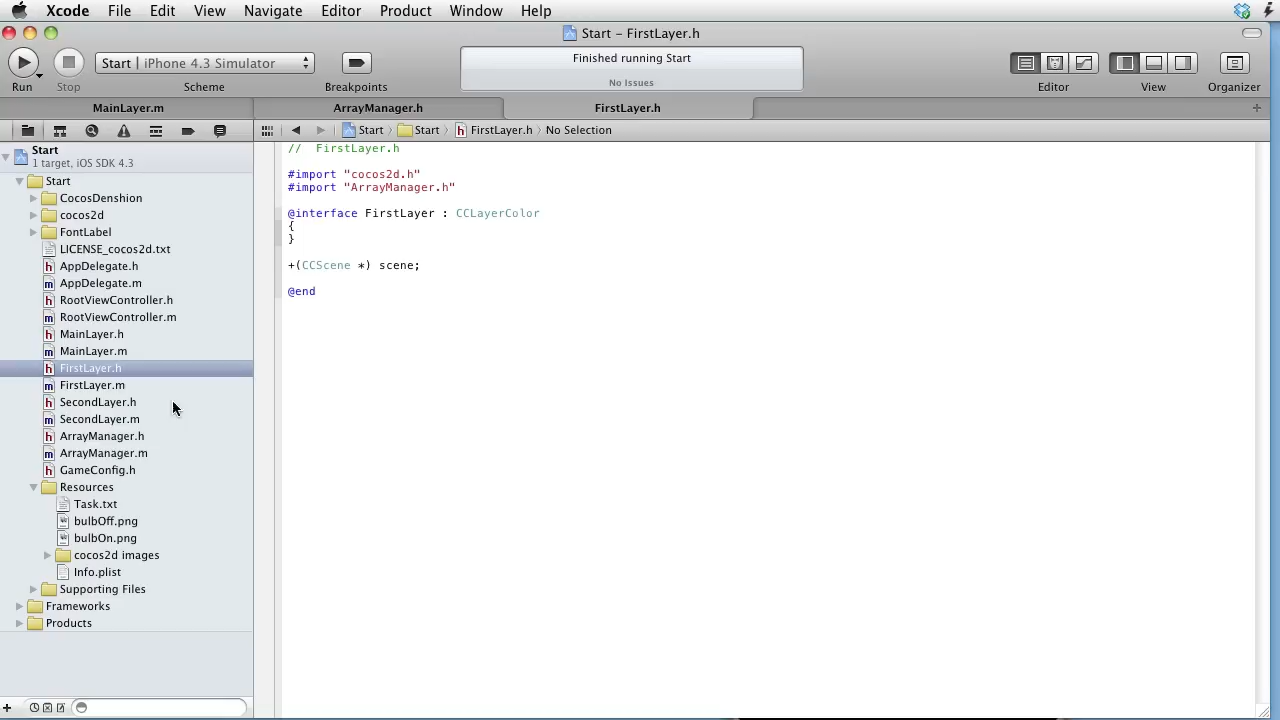 Xcode File Edit View Navigate Editor Product Window Help
Start – FirstLayer.h
Start | iPhone 4.3 Simulator
Finished running Start
No Issues
Run Stop Scheme Breakpoints Editor View Organizer
MainLayer.m ArrayManager.h FirstLayer.h
Start Start FirstLayer.h No Selection
Start
1 target, iOS SDK 4.3
Start
CocosDenshion
cocos2d
FontLabel
LICENSE_cocos2d.txt
AppDelegate.h
AppDelegate.m
RootViewController.h
RootViewController.m
MainLayer.h
MainLayer.m
FirstLayer.h
FirstLayer.m
SecondLayer.h
SecondLayer.m
ArrayManager.h
ArrayManager.m
GameConfig.h
Resources
Task.txt
bulbOff.png
bulbOn.png
cocos2d images
Info.plist
Supporting Files
Frameworks
Products
//  FirstLayer.h
#import "cocos2d.h"
#import "ArrayManager.h"
@interface FirstLayer : CCLayerColor
{
}
+(CCScene *) scene;
@end